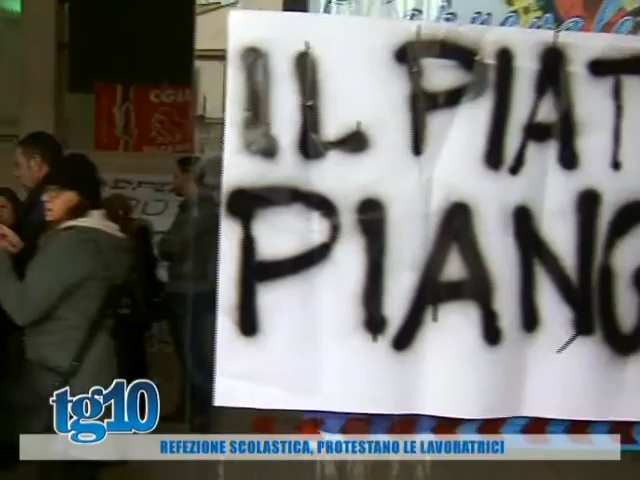 CGIL
IL PIAT
PIANG
tg10
REFEZIONE SCOLASTICA, PROTESTANO LE LAVORATRICI